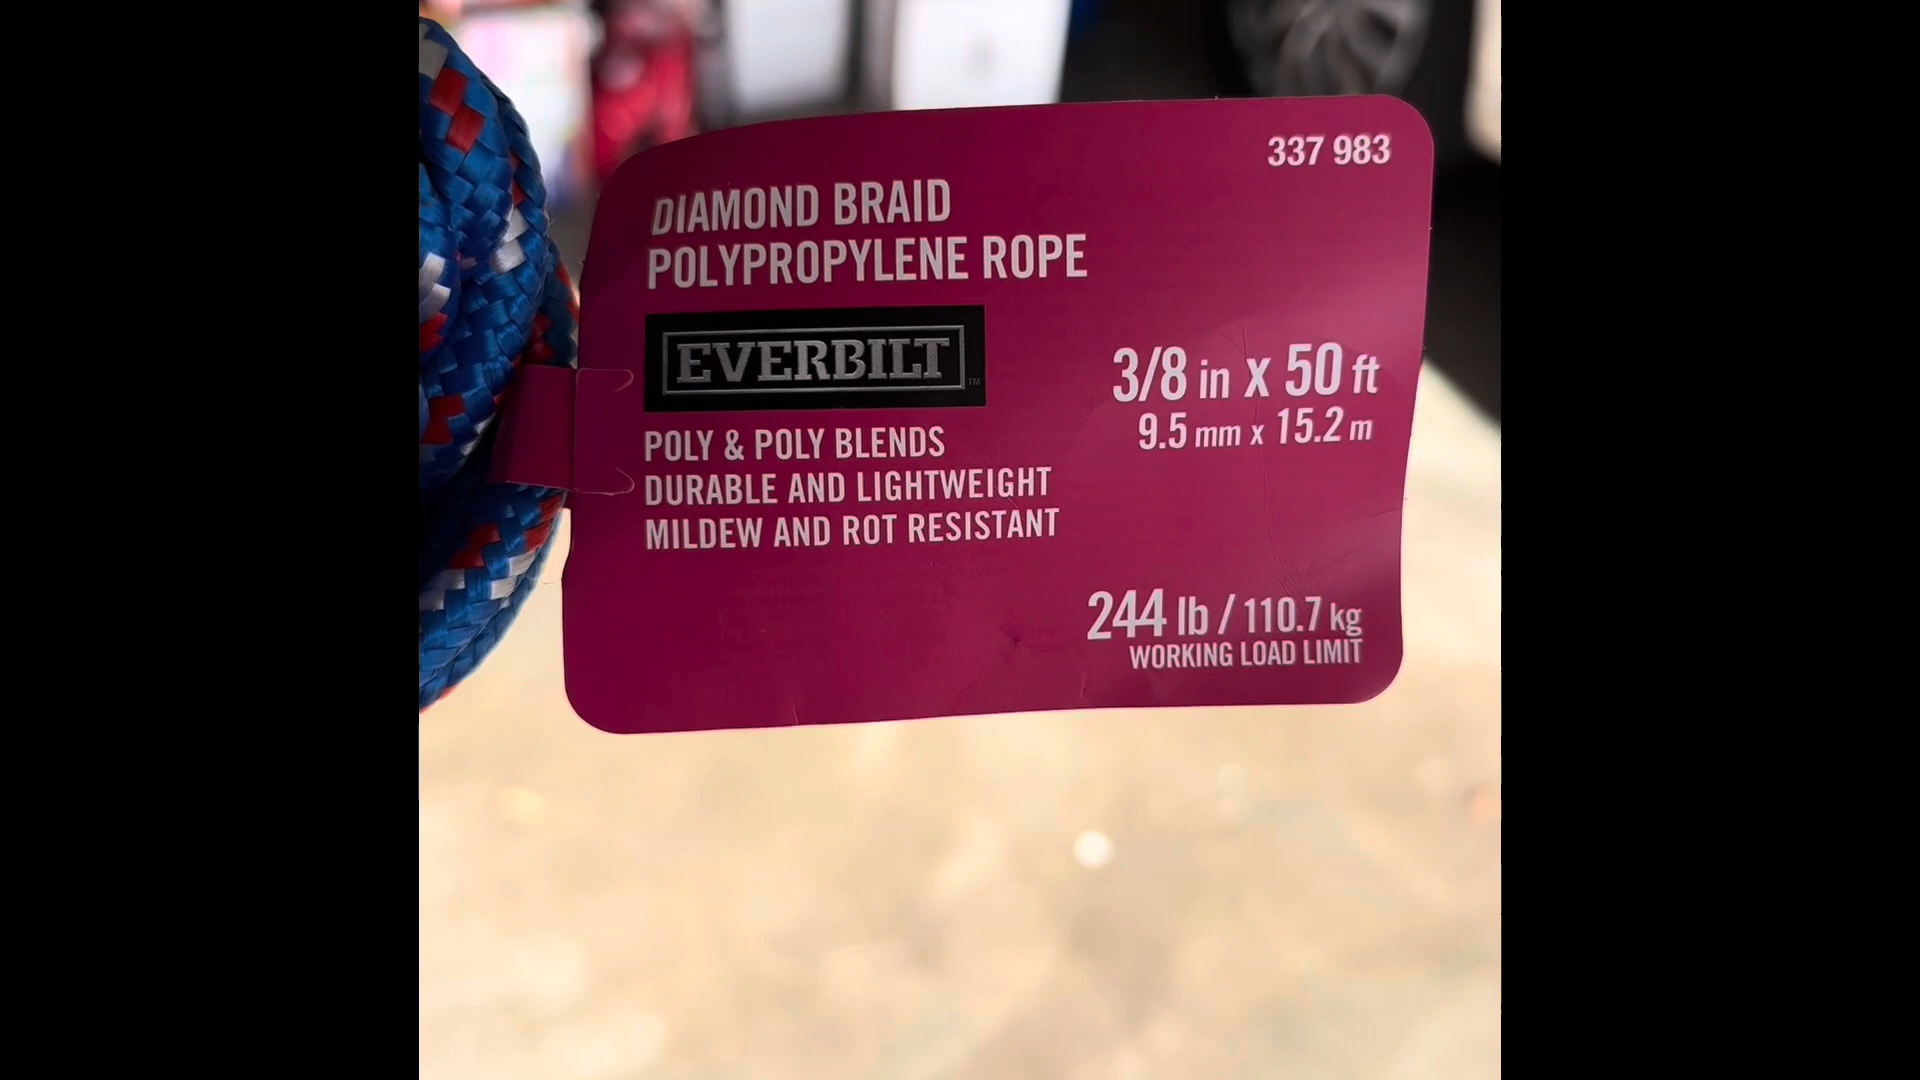 337 983
DIAMOND BRAID
POLYPROPYLENE ROPE
EVERBILT™
3/8 in x 50 ft
9.5 mm x 15.2 m
POLY & POLY BLENDS
DURABLE AND LIGHTWEIGHT
MILDEW AND ROT RESISTANT
244 lb / 110.7 kg
WORKING LOAD LIMIT